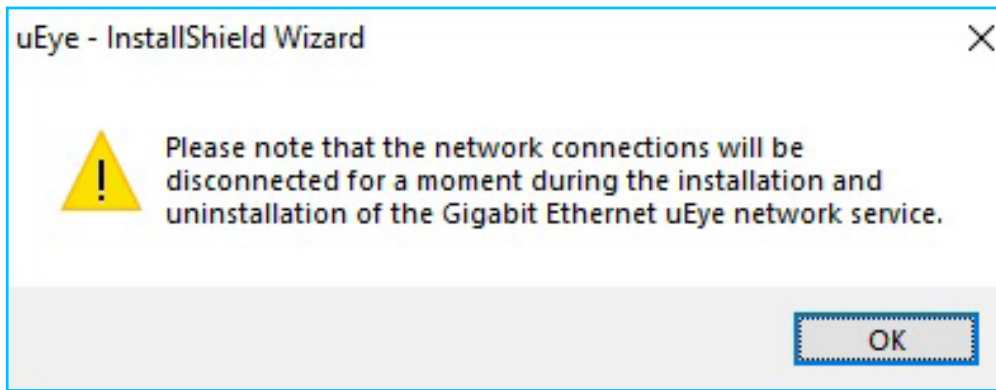 uEye - InstallShield Wizard
Please note that the network connections will be
disconnected for a moment during the installation and
uninstallation of the Gigabit Ethernet uEye network service.
OK